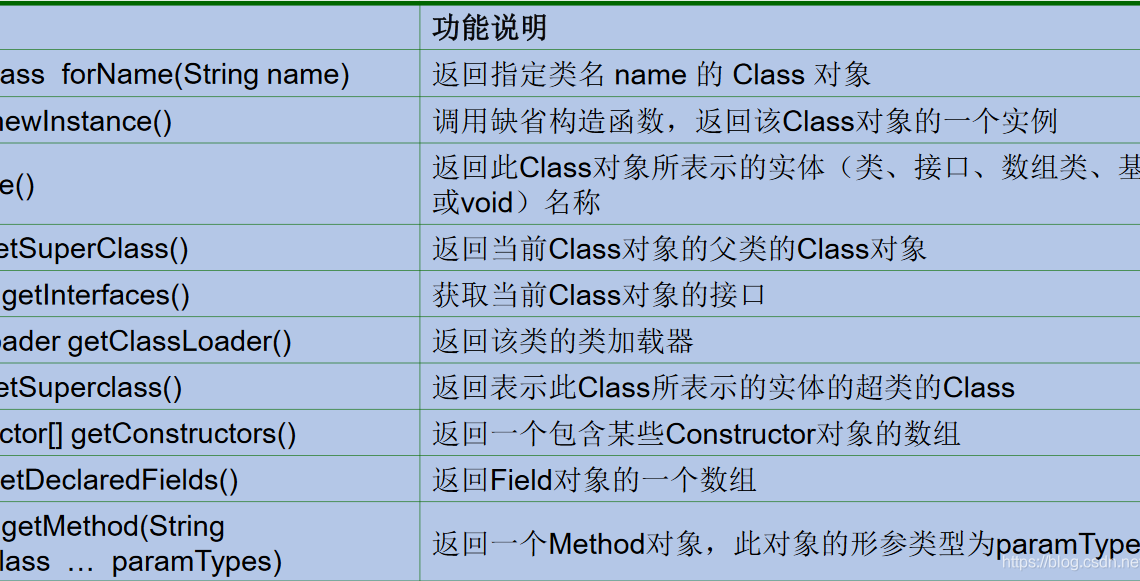 功能说明
ass forName(String name)
返回指定类名 name 的 Class 对象
newInstance()
调用缺省构造函数，返回该Class对象的一个实例
e()
返回此Class对象所表示的实体（类、接口、数组类、基
或void）名称
etSuperClass()
返回当前Class对象的父类的Class对象
getInterfaces()
获取当前Class对象的接口
ader getClassLoader()
返回该类的类加载器
etSuperclass()
返回表示此Class所表示的实体的超类的Class
ctor[] getConstructors()
返回一个包含某些Constructor对象的数组
etDeclaredFields()
返回Field对象的一个数组
getMethod(String
lass … paramTypes)
返回一个Method对象，此对象的形参类型为paramType
https://blog.csdn.ne